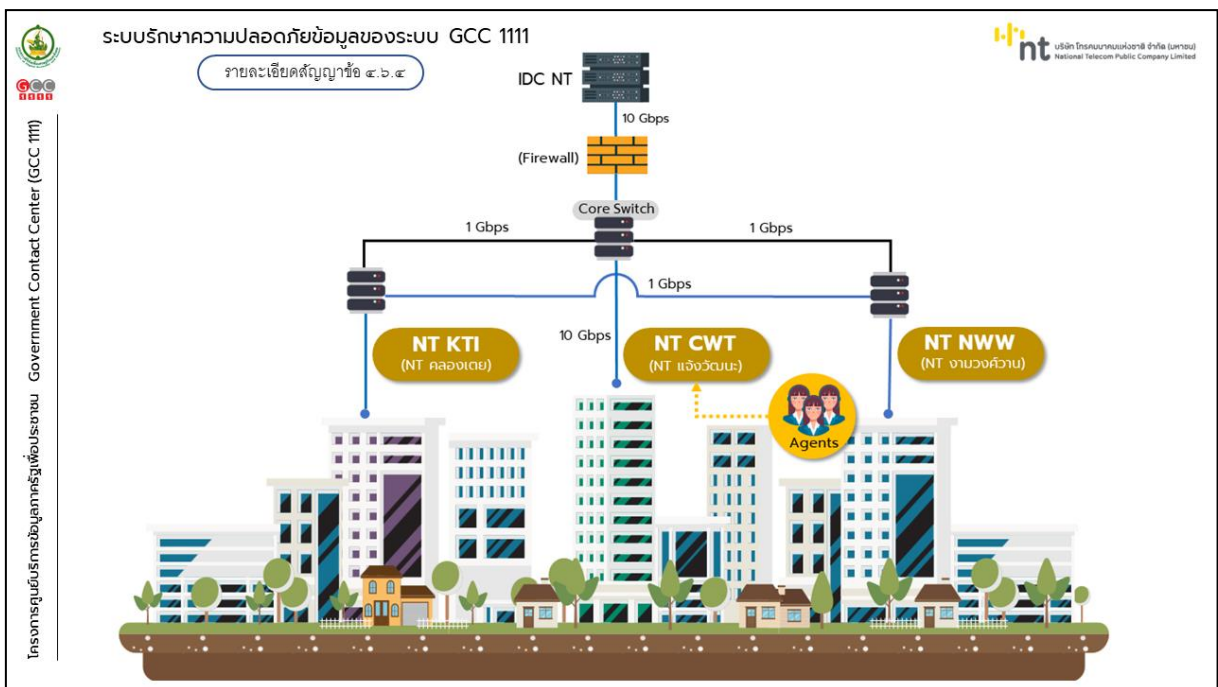 ระบบรักษาความปลอดภัยข้อมูลของระบบ GCC 1111
รายละเอียดสัญญาข้อ ๔.๖.๔
nt บริษัท โทรคมนาคมแห่งชาติ จำกัด (มหาชน)
National Telecom Public Company Limited
GCC
1111
โครงการศูนย์บริการข้อมูลภาครัฐเพื่อประชาชน Government Contact Center (GCC 1111)
IDC NT
10 Gbps
(Firewall)
Core Switch
1 Gbps
1 Gbps
1 Gbps
10 Gbps
NT KTI
(NT คลองเตย)
NT CWT
(NT แจ้งวัฒนะ)
NT NWW
(NT งามวงศ์วาน)
Agents